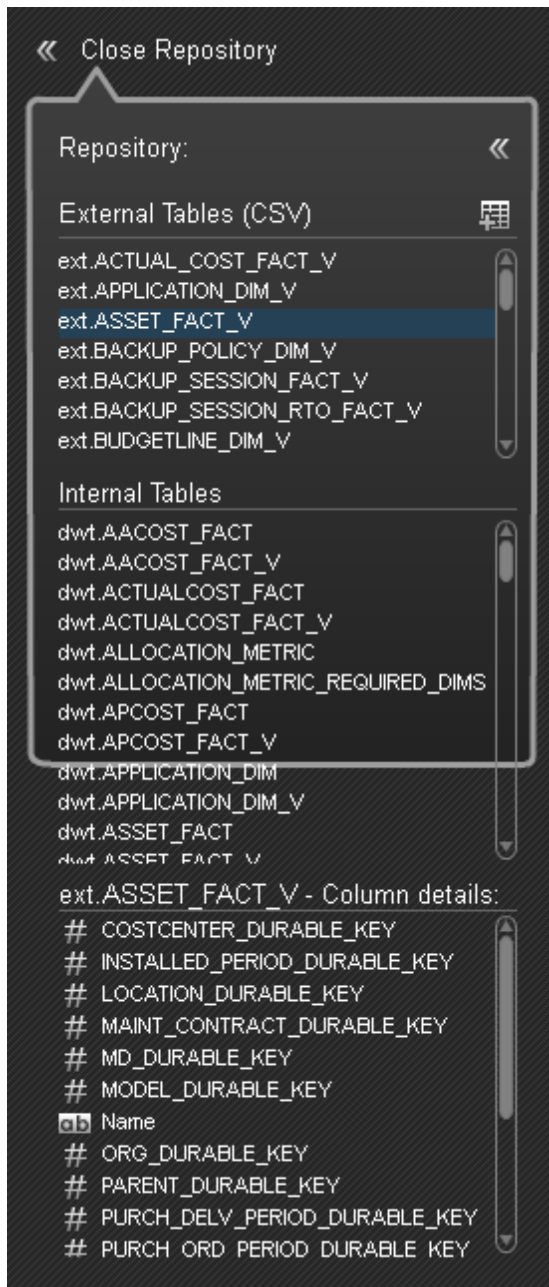 « Close Repository
Repository: «
External Tables (CSV)
ext.ACTUAL_COST_FACT_V
ext.APPLICATION_DIM_V
ext.ASSET_FACT_V
ext.BACKUP_POLICY_DIM_V
ext.BACKUP_SESSION_FACT_V
ext.BACKUP_SESSION_RTO_FACT_V
ext.BUDGETLINE_DIM_V
Internal Tables
dwt.AACOST_FACT
dwt.AACOST_FACT_V
dwt.ACTUALCOST_FACT
dwt.ACTUALCOST_FACT_V
dwt.ALLOCATION_METRIC
dwt.ALLOCATION_METRIC_REQUIRED_DIMS
dwt.APCOST_FACT
dwt.APCOST_FACT_V
dwt.APPLICATION_DIM
dwt.APPLICATION_DIM_V
dwt.ASSET_FACT
dwt.ASSET_FACT_V
ext.ASSET_FACT_V - Column details:
# COSTCENTER_DURABLE_KEY
# INSTALLED_PERIOD_DURABLE_KEY
# LOCATION_DURABLE_KEY
# MAINT_CONTRACT_DURABLE_KEY
# MD_DURABLE_KEY
# MODEL_DURABLE_KEY
ab Name
# ORG_DURABLE_KEY
# PARENT_DURABLE_KEY
# PURCH_DELV_PERIOD_DURABLE_KEY
# PURCH_ORD_PERIOD_DURABLE_KEY